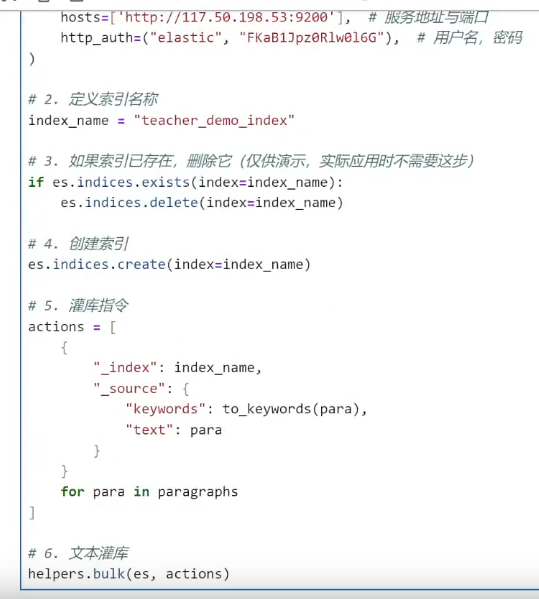 hosts=['http://117.50.198.53:9200'],  # 服务地址与端口
http_auth=("elastic", "FKaB1Jpz0Rlw0l6G"),  # 用户名，密码
)
# 2. 定义索引名称
index_name = "teacher_demo_index"
# 3. 如果索引已存在，删除它（仅供演示，实际应用时不需要这步）
if es.indices.exists(index=index_name):
es.indices.delete(index=index_name)
# 4. 创建索引
es.indices.create(index=index_name)
# 5. 灌库指令
actions = [
{
"_index": index_name,
"_source": {
"keywords": to_keywords(para),
"text": para
}
}
for para in paragraphs
]
# 6. 文本灌库
helpers.bulk(es, actions)